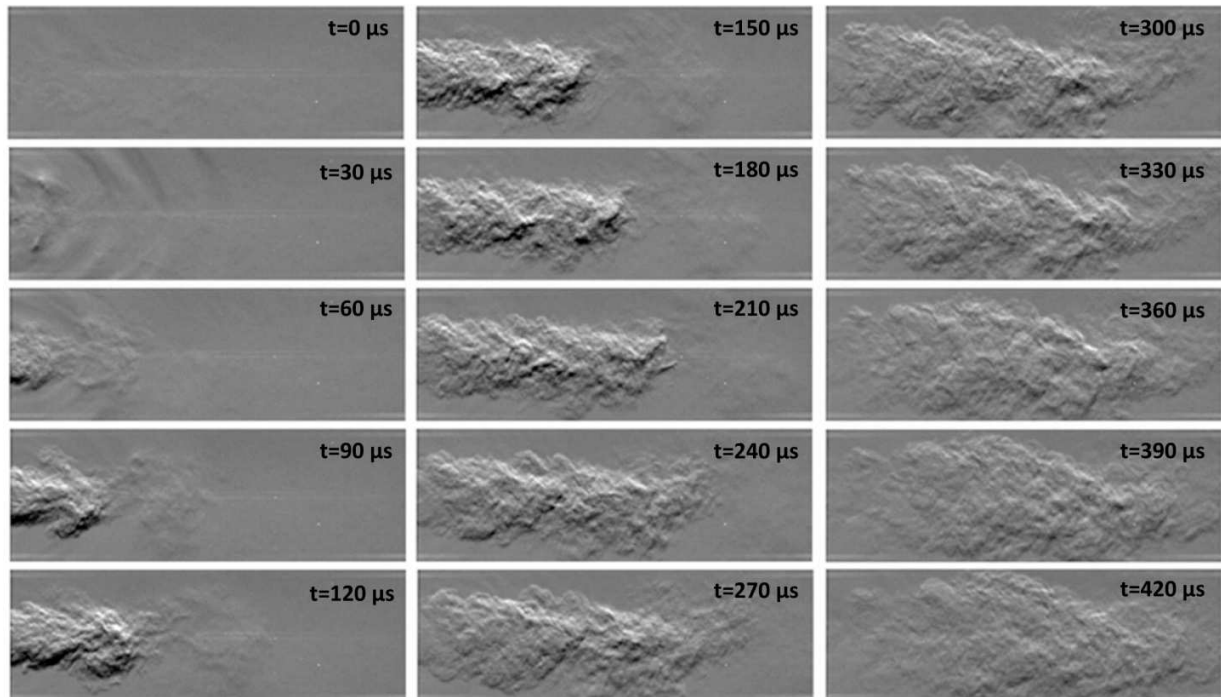 t=0 µs
t=30 µs
t=60 µs
t=90 µs
t=120 µs
t=150 µs
t=180 µs
t=210 µs
t=240 µs
t=270 µs
t=300 µs
t=330 µs
t=360 µs
t=390 µs
t=420 µs